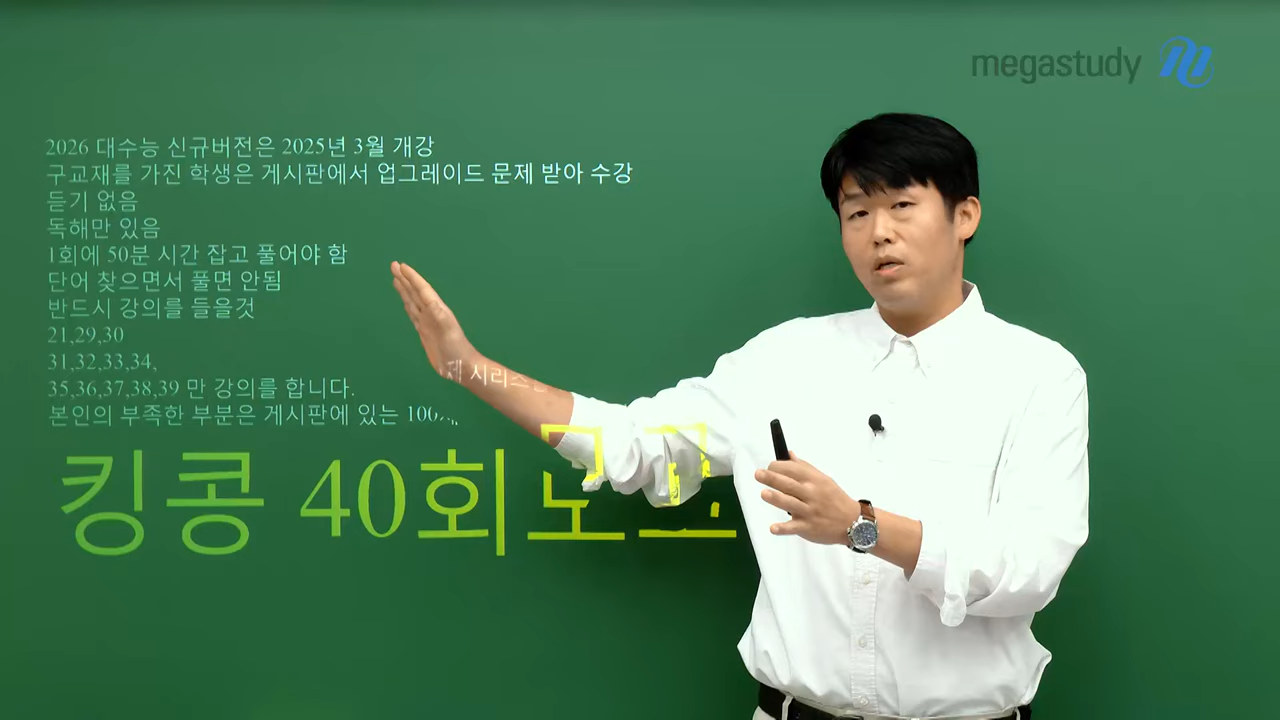 megastudy
2026 대수능 신규버전은 2025년 3월 개강
구교재를 가진 학생은 게시판에서 업그레이드 문제 받아 수강
듣기 없음
독해만 있음
1회에 50분 시간 잡고 풀어야 함
단어 찾으면서 풀면 안됨
반드시 강의를 들을것
21,29,30
31,32,33,34,
35,36,37,38,39 만 강의를 합니다.
본인의 부족한 부분은 게시판에 있는
시리즈
킹콩 40회모고